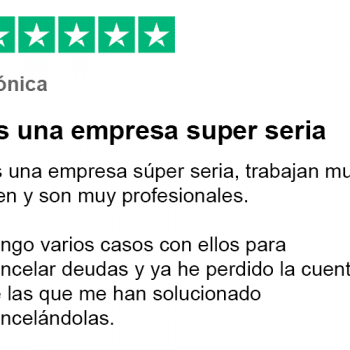 ónica
s una empresa super seria
s una empresa súper seria, trabajan mu
en y son muy profesionales.
ngo varios casos con ellos para
ncelar deudas y ya he perdido la cuent
e las que me han solucionado
ncelándolas.